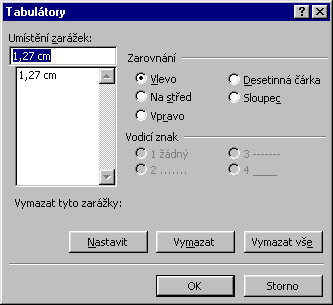 Tabulátory
Umístění zarážek:
1,27 cm
1,27 cm
Zarovnání
Vlevo
Desetinná čárka
Na střed
Sloupec
Vpravo
Vodicí znak
1 žádný
3 -------
2 .......
4 ____
Vymazat tyto zarážky:
Nastavit
Vymazat
Vymazat vše
OK
Storno